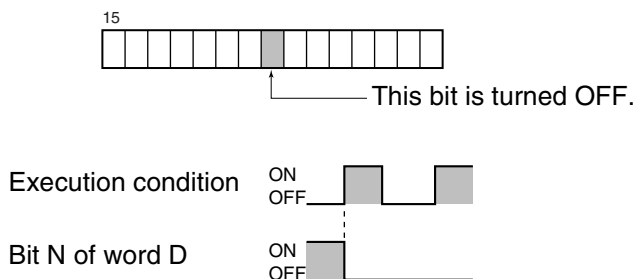 15
This bit is turned OFF.
Execution condition
ON
OFF
Bit N of word D
ON
OFF